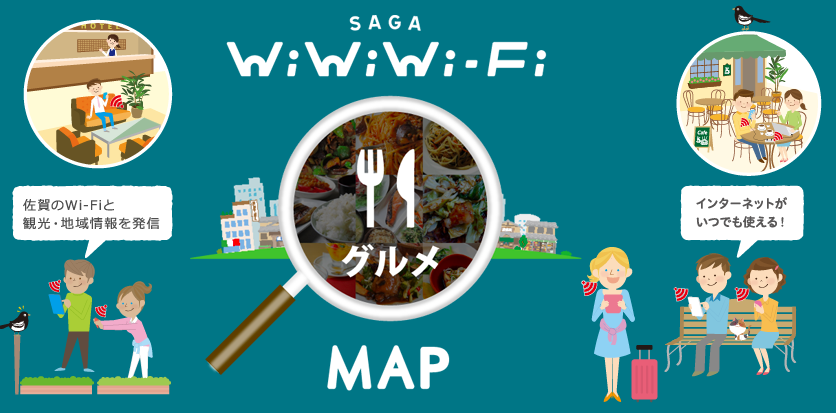 HOTEL
SAGA
WiWiWi-Fi
Cafe
佐賀のWi-Fiと
観光・地域情報を発信
インターネットが
いつでも使える!
グルメ
MAP